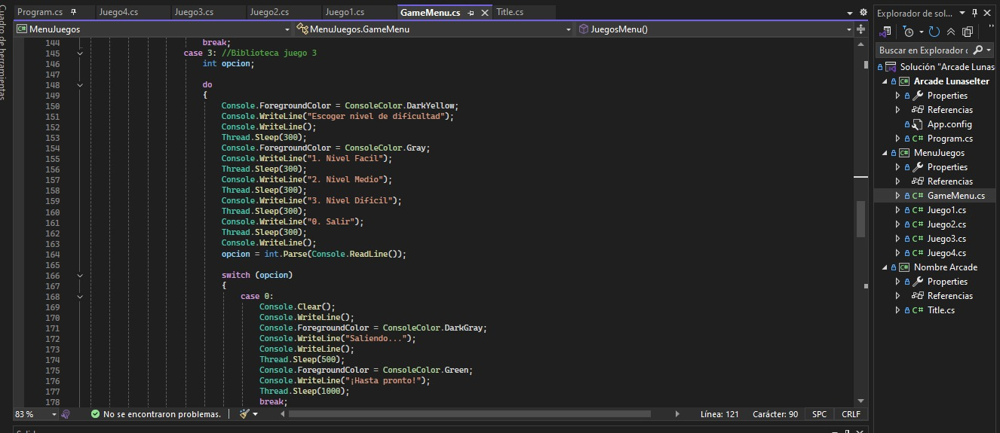 Program.cs
Juego4.cs
Juego3.cs
Juego2.cs
Juego1.cs
GameMenu.cs
Title.cs
MenuJuegos
MenuJuegos.GameMenu
JuegosMenu()
Cuadro de herramientas
144 break;
145 case 3: //Biblioteca juego 3
146 int opcion;
147
148 do
149 {
150 Console.ForegroundColor = ConsoleColor.DarkYellow;
151 Console.WriteLine("Escoger nivel de dificultad");
152 Console.WriteLine();
153 Thread.Sleep(300);
154 Console.ForegroundColor = ConsoleColor.Gray;
155 Console.WriteLine("1. Nivel Facil");
156 Thread.Sleep(300);
157 Console.WriteLine("2. Nivel Medio");
158 Thread.Sleep(300);
159 Console.WriteLine("3. Nivel Dificil");
160 Thread.Sleep(300);
161 Console.WriteLine("0. Salir");
162 Thread.Sleep(300);
163 Console.WriteLine();
164 opcion = int.Parse(Console.ReadLine());
165
166 switch (opcion)
167 {
168 case 0:
169 Console.Clear();
170 Console.WriteLine();
171 Console.ForegroundColor = ConsoleColor.DarkGray;
172 Console.WriteLine("Saliendo...");
173 Console.WriteLine();
174 Thread.Sleep(500);
175 Console.ForegroundColor = ConsoleColor.Green;
176 Console.WriteLine("¡Hasta pronto!");
177 Thread.Sleep(1000);
178 break;
83 %
No se encontraron problemas.
Línea: 121
Carácter: 90
SPC
CRLF
Explorador de sol...
Buscar en Explorador
Solución "Arcade Lunas
C# Arcade Lunaselter
Properties
Referencias
App.config
C# Program.cs
C# MenuJuegos
Properties
Referencias
C# GameMenu.cs
C# Juego1.cs
C# Juego2.cs
C# Juego3.cs
C# Juego4.cs
C# Nombre Arcade
Properties
Referencias
C# Title.cs